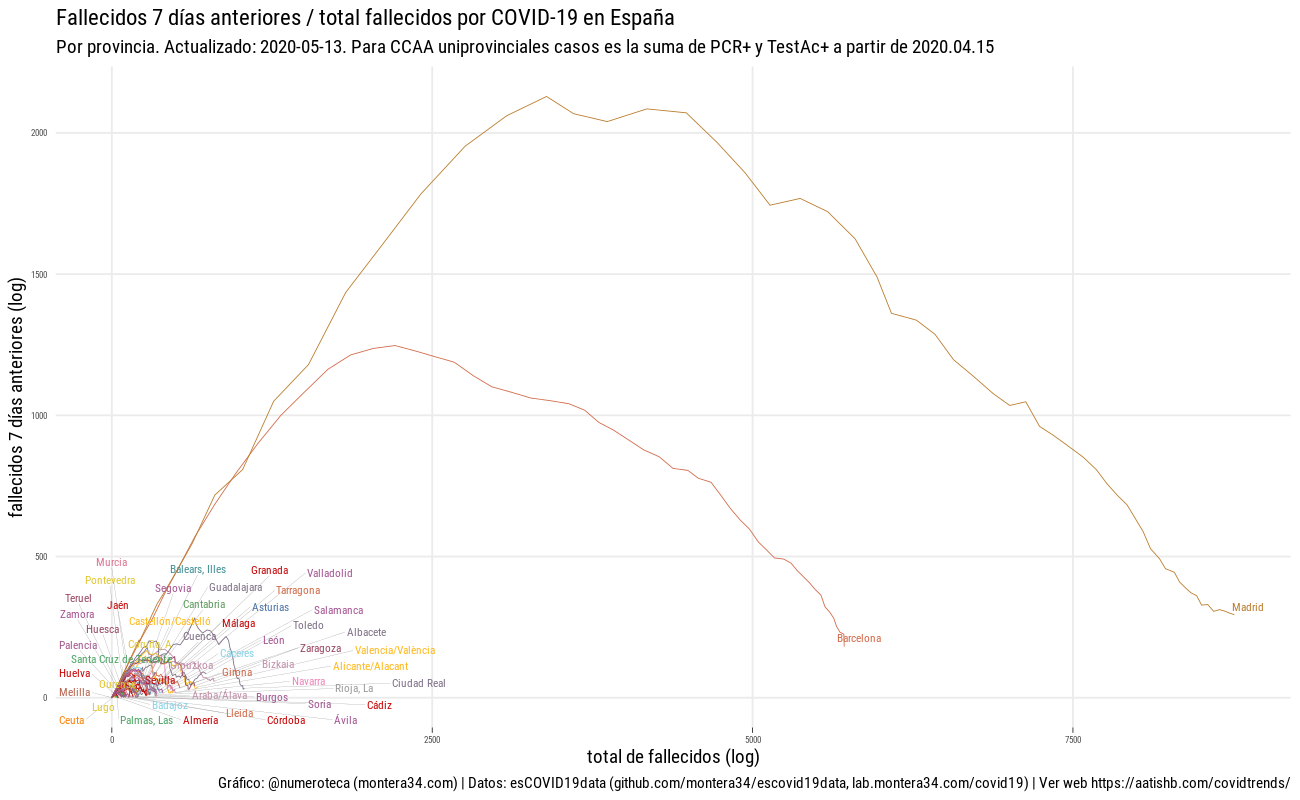 Fallecidos 7 días anteriores / total fallecidos por COVID-19 en España
Por provincia. Actualizado: 2020-05-13. Para CCAA uniprovinciales casos es la suma de PCR+ y TestAc+ a partir de 2020.04.15
fallecidos 7 días anteriores (log)
2000
1500
1000
500
0
Murcia
Balears, Illes
Granada
Valladolid
Pontevedra
Segovia
Guadalajara
Tarragona
Teruel
Jaén
Cantabria
Asturias
Salamanca
Zamora
Castellón/Castelló
Málaga
Toledo
Huesca
Cuenca
León
Albacete
Palencia
Zaragoza
Valencia/València
Cáceres
Santa Cruz de Tenerife
Gipuzkoa
Bizkaia
Alicante/Alacant
Huelva
Sevilla
Girona
Navarra
Ciudad Real
Melilla
Araba/Álava
Burgos
Rioja, La
Lugo
Badajoz
Soria
Cádiz
Ceuta
Palmas, Las
Almería
Lleida
Córdoba
Ávila
Barcelona
Madrid
0
2500
5000
7500
total de fallecidos (log)
Gráfico: @numeroteca (montera34.com) | Datos: esCOVID19data (github.com/montera34/escovid19data, lab.montera34.com/covid19) | Ver web https://aatishb.com/covidtrends/